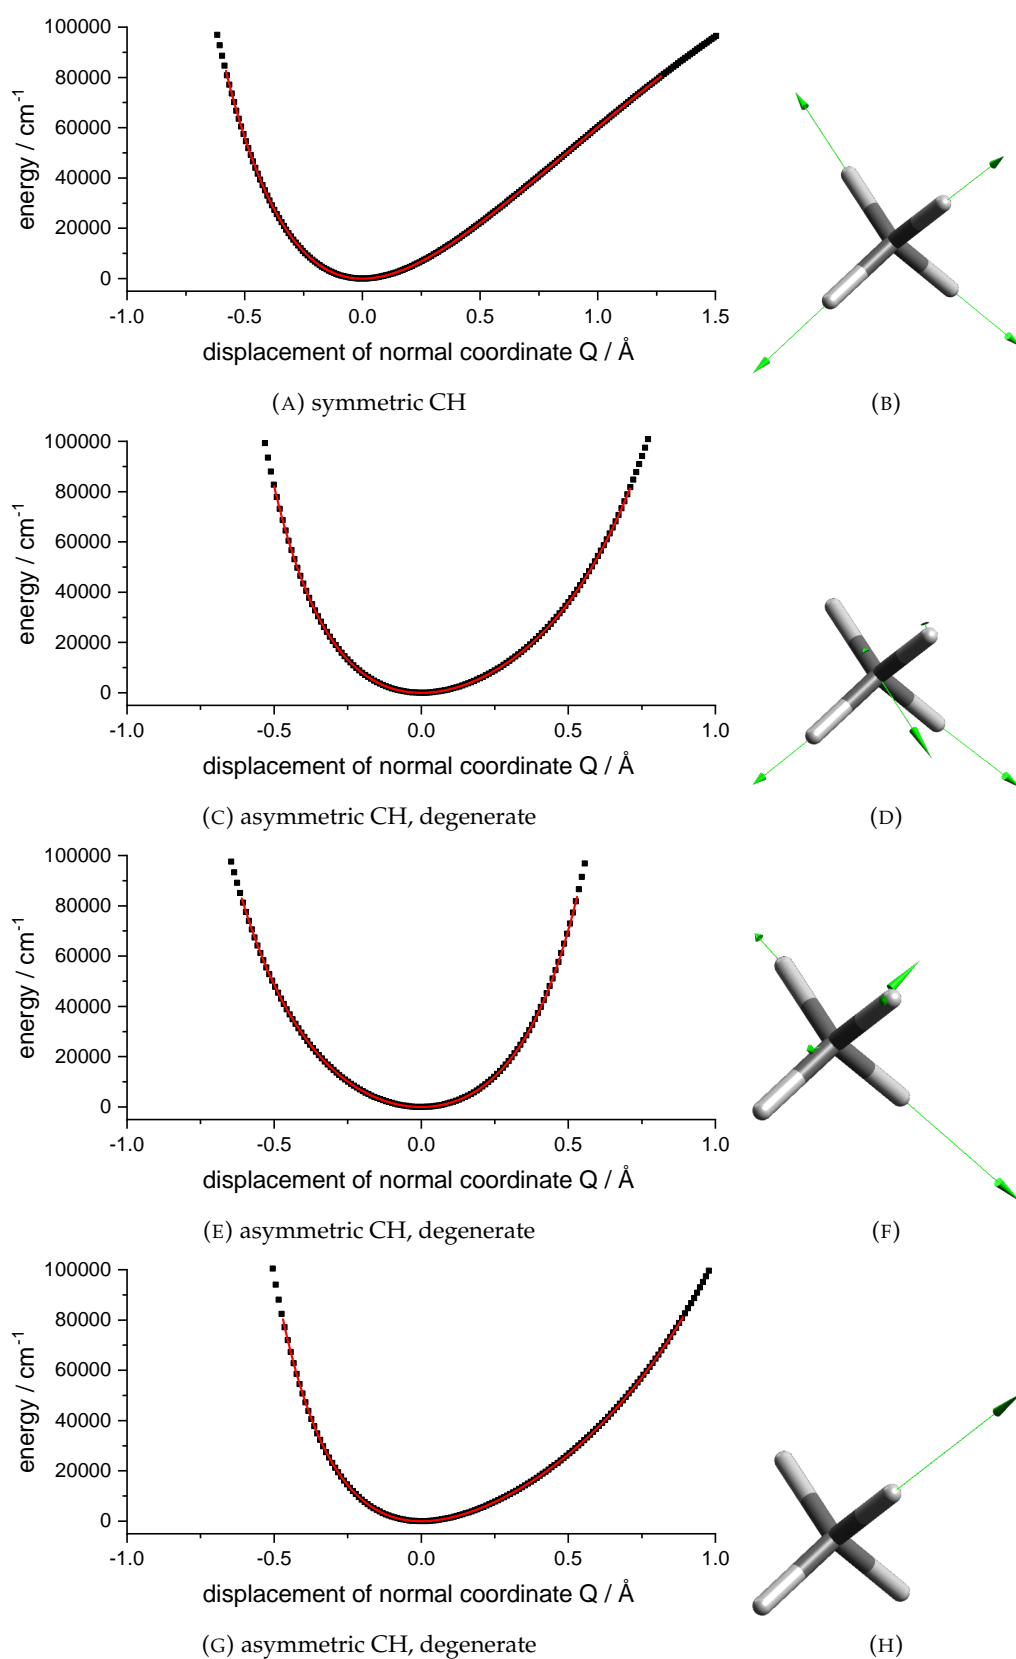 100000
80000
60000
40000
20000
0
energy / cm-1
-1.0 -0.5 0.0 0.5 1.0 1.5
displacement of normal coordinate Q / Å
(A) symmetric CH
(B)
100000
80000
60000
40000
20000
0
energy / cm-1
-1.0 -0.5 0.0 0.5 1.0
displacement of normal coordinate Q / Å
(C) asymmetric CH, degenerate
(D)
100000
80000
60000
40000
20000
0
energy / cm-1
-1.0 -0.5 0.0 0.5 1.0
displacement of normal coordinate Q / Å
(E) asymmetric CH, degenerate
(F)
100000
80000
60000
40000
20000
0
energy / cm-1
-1.0 -0.5 0.0 0.5 1.0
displacement of normal coordinate Q / Å
(G) asymmetric CH, degenerate
(H)